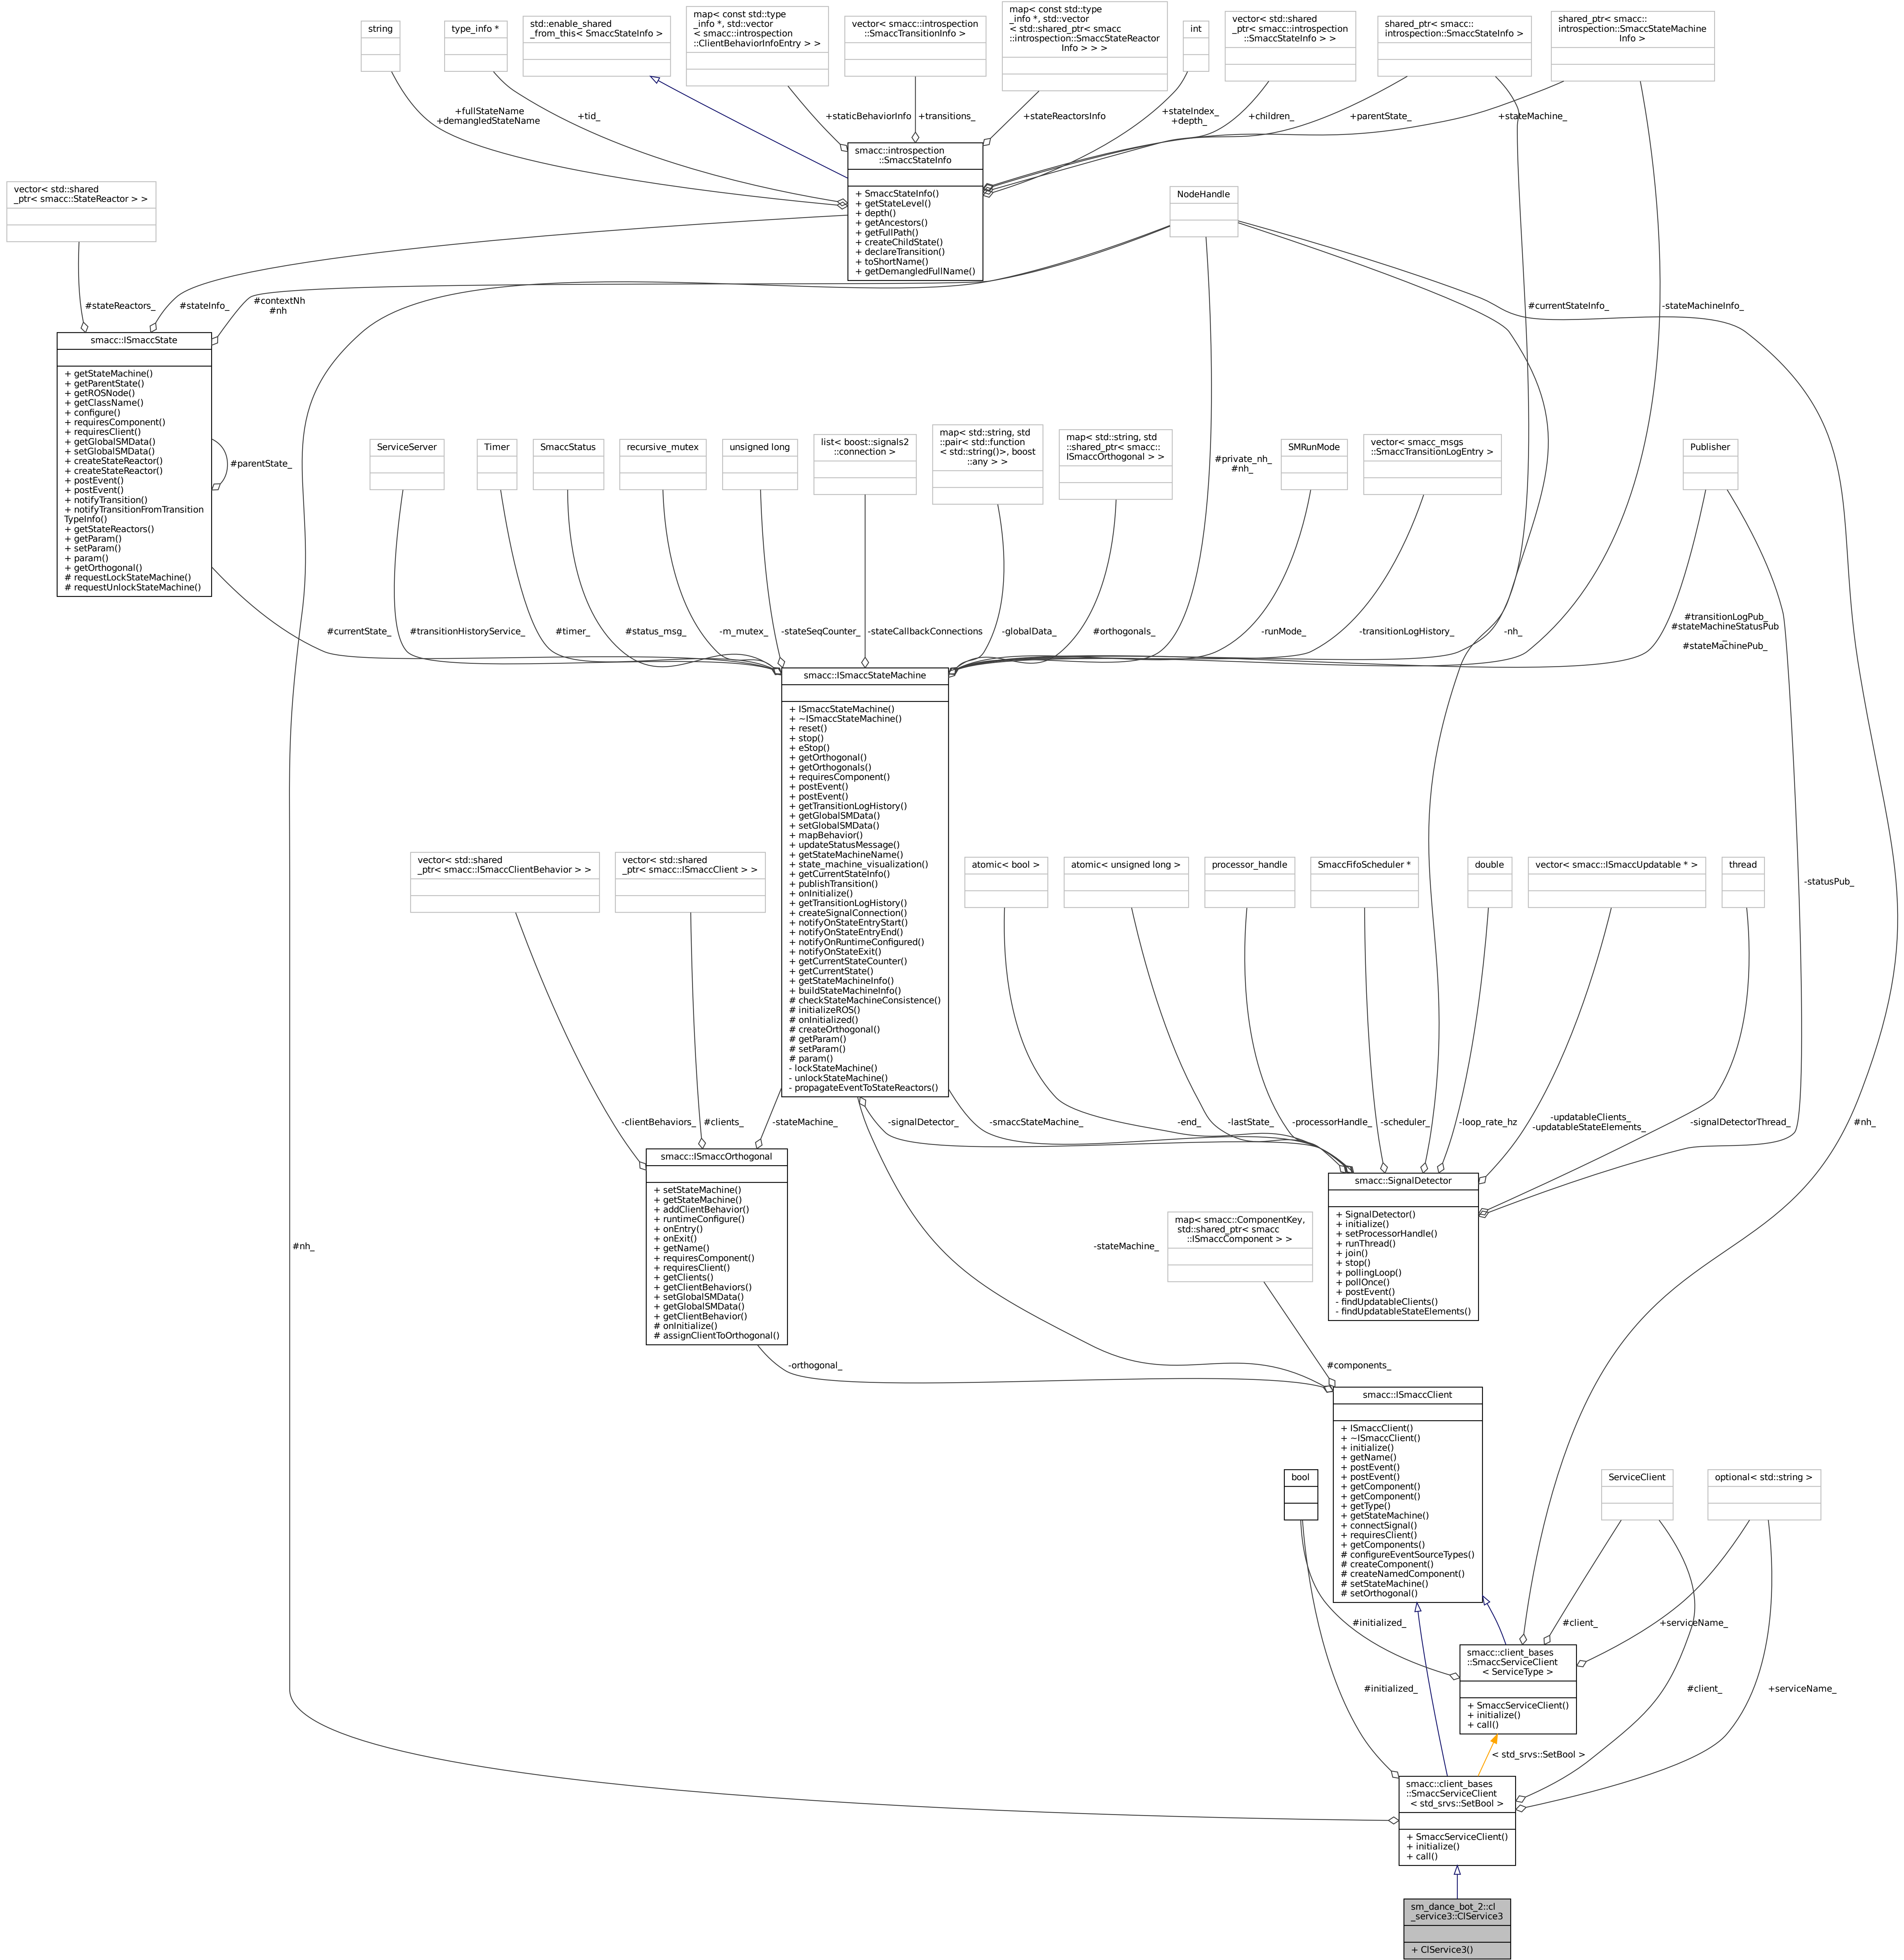 string
type_info *
std::enable_shared
_from_this< SmaccStateInfo >
map< const std::type
_info *, std::vector
< smacc::introspection
::ClientBehaviorInfoEntry > >
vector< smacc::introspection
::SmaccTransitionInfo >
map< const std::type
_info *, std::vector
< std::shared_ptr< smacc
::introspection::SmaccStateReactor
Info > > >
int
vector< std::shared
_ptr< smacc::introspection
::SmaccStateInfo > >
shared_ptr< smacc::
introspection::SmaccStateInfo >
shared_ptr< smacc::
introspection::SmaccStateMachine
Info >
+fullStateName
+demangledStateName
+tid_
+staticBehaviorInfo
+transitions_
+stateReactorsInfo
+stateIndex_
+depth_
+children_
+parentState_
+stateMachine_
smacc::introspection
::SmaccStateInfo
+ SmaccStateInfo()
+ getStateLevel()
+ depth()
+ getAncestors()
+ getFullPath()
+ createChildState()
+ declareTransition()
+ toShortName()
+ getDemangledFullName()
vector< std::shared
_ptr< smacc::StateReactor > >
NodeHandle
#stateReactors_
#stateInfo_
#contextNh
#nh
#currentStateInfo_
-stateMachineInfo_
smacc::ISmaccState
+ getStateMachine()
+ getParentState()
+ getROSNode()
+ getClassName()
+ configure()
+ requiresComponent()
+ requiresClient()
+ getGlobalSMData()
+ setGlobalSMData()
+ createStateReactor()
+ createStateReactor()
+ postEvent()
+ postEvent()
+ notifyTransition()
+ notifyTransitionFromTransition
TypeInfo()
+ getStateReactors()
+ getParam()
+ setParam()
+ param()
+ getOrthogonal()
# requestLockStateMachine()
# requestUnlockStateMachine()
#parentState_
ServiceServer
Timer
SmaccStatus
recursive_mutex
unsigned long
list< boost::signals2
::connection >
map< std::string, std
::pair< std::function
< std::string()>, boost
::any > >
map< std::string, std
::shared_ptr< smacc::
ISmaccOrthogonal > >
#private_nh_
#nh_
SMRunMode
vector< smacc_msgs
::SmaccTransitionLogEntry >
Publisher
#currentState_
#transitionHistoryService_
#timer_
#status_msg_
-m_mutex_
-stateSeqCounter_
-stateCallbackConnections
-globalData_
#orthogonals_
-runMode_
-transitionLogHistory_
-nh_
#transitionLogPub_
#stateMachineStatusPub
_
#stateMachinePub_
smacc::ISmaccStateMachine
+ ISmaccStateMachine()
+ ~ISmaccStateMachine()
+ reset()
+ stop()
+ eStop()
+ getOrthogonal()
+ getOrthogonals()
+ requiresComponent()
+ postEvent()
+ postEvent()
+ getTransitionLogHistory()
+ getGlobalSMData()
+ setGlobalSMData()
+ mapBehavior()
+ updateStatusMessage()
+ getStateMachineName()
+ state_machine_visualization()
+ getCurrentStateInfo()
+ publishTransition()
+ onInitialize()
+ getTransitionLogHistory()
+ createSignalConnection()
+ notifyOnStateEntryStart()
+ notifyOnStateEntryEnd()
+ notifyOnRuntimeConfigured()
+ notifyOnStateExit()
+ getCurrentStateCounter()
+ getCurrentState()
+ getStateMachineInfo()
+ buildStateMachineInfo()
# checkStateMachineConsistence()
# initializeROS()
# onInitialized()
# createOrthogonal()
# getParam()
# setParam()
# param()
- lockStateMachine()
- unlockStateMachine()
- propagateEventToStateReactors()
vector< std::shared
_ptr< smacc::ISmaccClientBehavior > >
vector< std::shared
_ptr< smacc::ISmaccClient > >
atomic< bool >
atomic< unsigned long >
processor_handle
SmaccFifoScheduler *
double
vector< smacc::ISmaccUpdatable * >
thread
-statusPub_
-clientBehaviors_
#clients_
-stateMachine_
-signalDetector_
-smaccStateMachine_
-end_
-lastState_
-processorHandle_
-scheduler_
-loop_rate_hz
-updatableClients_
-updatableStateElements_
-signalDetectorThread_
#nh_
smacc::ISmaccOrthogonal
+ setStateMachine()
+ getStateMachine()
+ addClientBehavior()
+ runtimeConfigure()
+ onEntry()
+ onExit()
+ getName()
+ requiresComponent()
+ requiresClient()
+ getClients()
+ getClientBehaviors()
+ setGlobalSMData()
+ getGlobalSMData()
+ getClientBehavior()
# onInitialize()
# assignClientToOrthogonal()
smacc::SignalDetector
+ SignalDetector()
+ initialize()
+ setProcessorHandle()
+ runThread()
+ join()
+ stop()
+ pollingLoop()
+ pollOnce()
+ postEvent()
- findUpdatableClients()
- findUpdatableStateElements()
map< smacc::ComponentKey,
std::shared_ptr< smacc
::ISmaccComponent > >
#nh_
-stateMachine_
-orthogonal_
#components_
smacc::ISmaccClient
+ ISmaccClient()
+ ~ISmaccClient()
+ initialize()
+ getName()
+ postEvent()
+ postEvent()
+ getComponent()
+ getComponent()
+ getType()
+ getStateMachine()
+ connectSignal()
+ requiresClient()
+ getComponents()
# configureEventSourceTypes()
# createComponent()
# createNamedComponent()
# setStateMachine()
# setOrthogonal()
bool
ServiceClient
optional< std::string >
#initialized_
#client_
+serviceName_
smacc::client_bases
::SmaccServiceClient
< ServiceType >
+ SmaccServiceClient()
+ initialize()
+ call()
#initialized_
#client_
+serviceName_
< std_srvs::SetBool >
smacc::client_bases
::SmaccServiceClient
< std_srvs::SetBool >
+ SmaccServiceClient()
+ initialize()
+ call()
sm_dance_bot_2::cl
_service3::ClService3
+ ClService3()